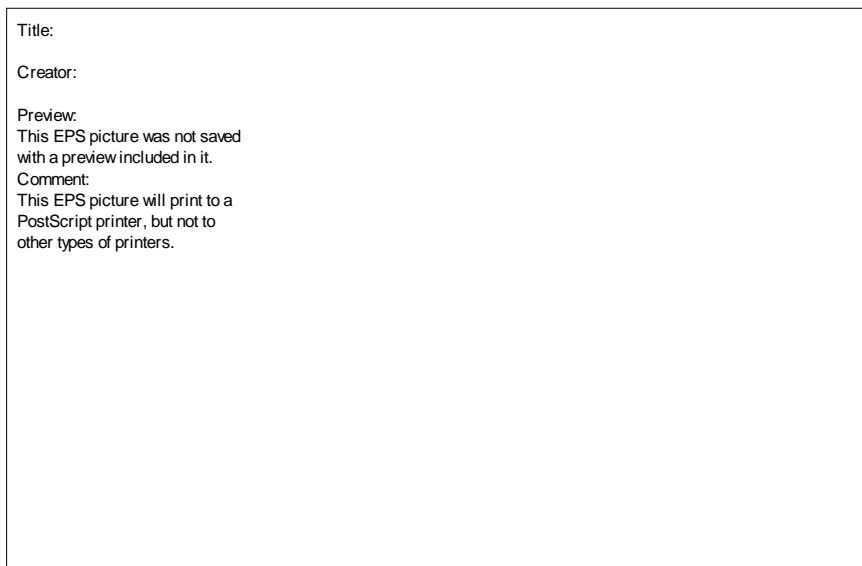 Title:
Creator:
Preview:
This EPS picture was not saved
with a preview included in it.
Comment:
This EPS picture will print to a
PostScript printer, but not to
other types of printers.